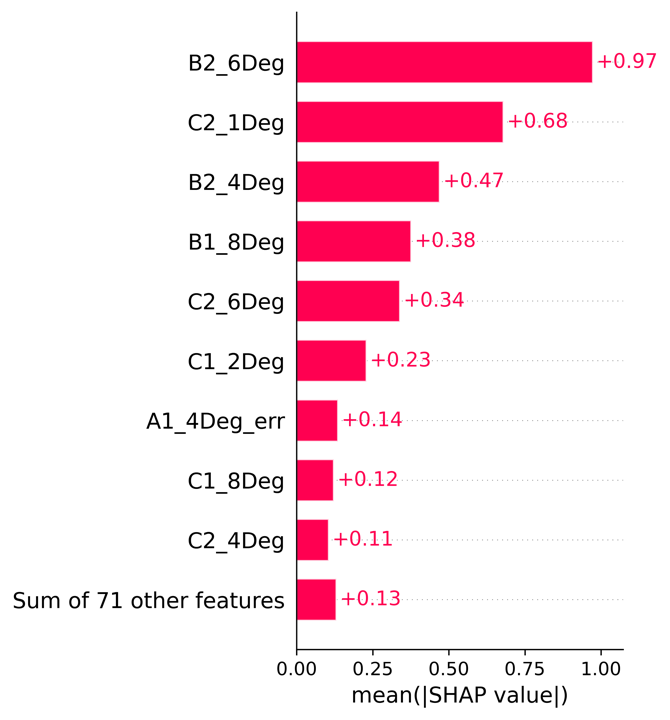 B2_6Deg +0.97
C2_1Deg +0.68
B2_4Deg +0.47
B1_8Deg +0.38
C2_6Deg +0.34
C1_2Deg +0.23
A1_4Deg_err +0.14
C1_8Deg +0.12
C2_4Deg +0.11
Sum of 71 other features +0.13
0.00 0.25 0.50 0.75 1.00
mean(|SHAP value|)